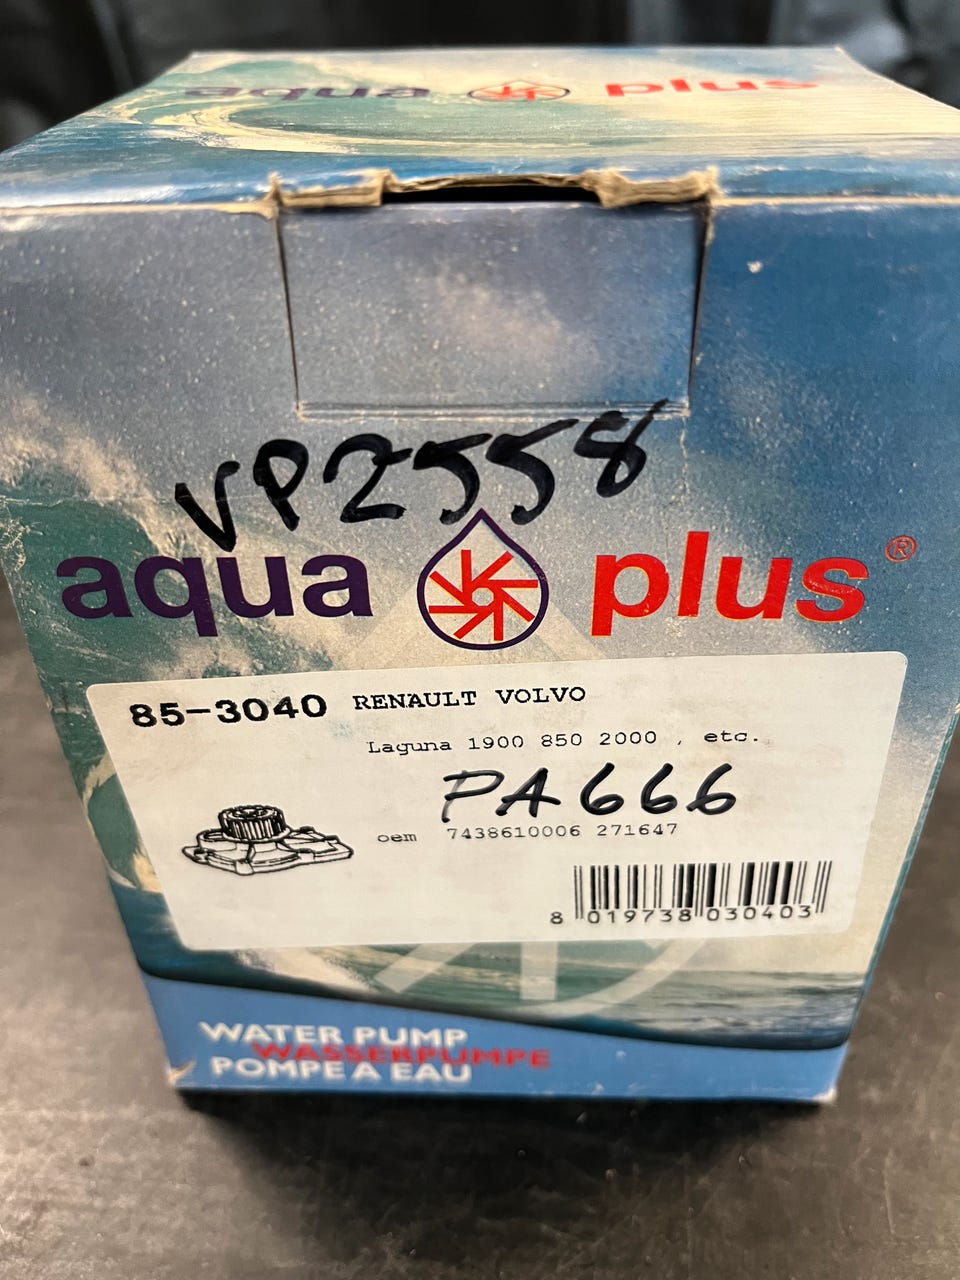 aqua plus
VP2558
aqua plus®
85-3040 RENAULT VOLVO
Laguna 1900 850 2000 , etc.
PA666
oem 7438610006 271647
8 019738 030403
WATER PUMP
WASSERPUMPE
POMPE A EAU